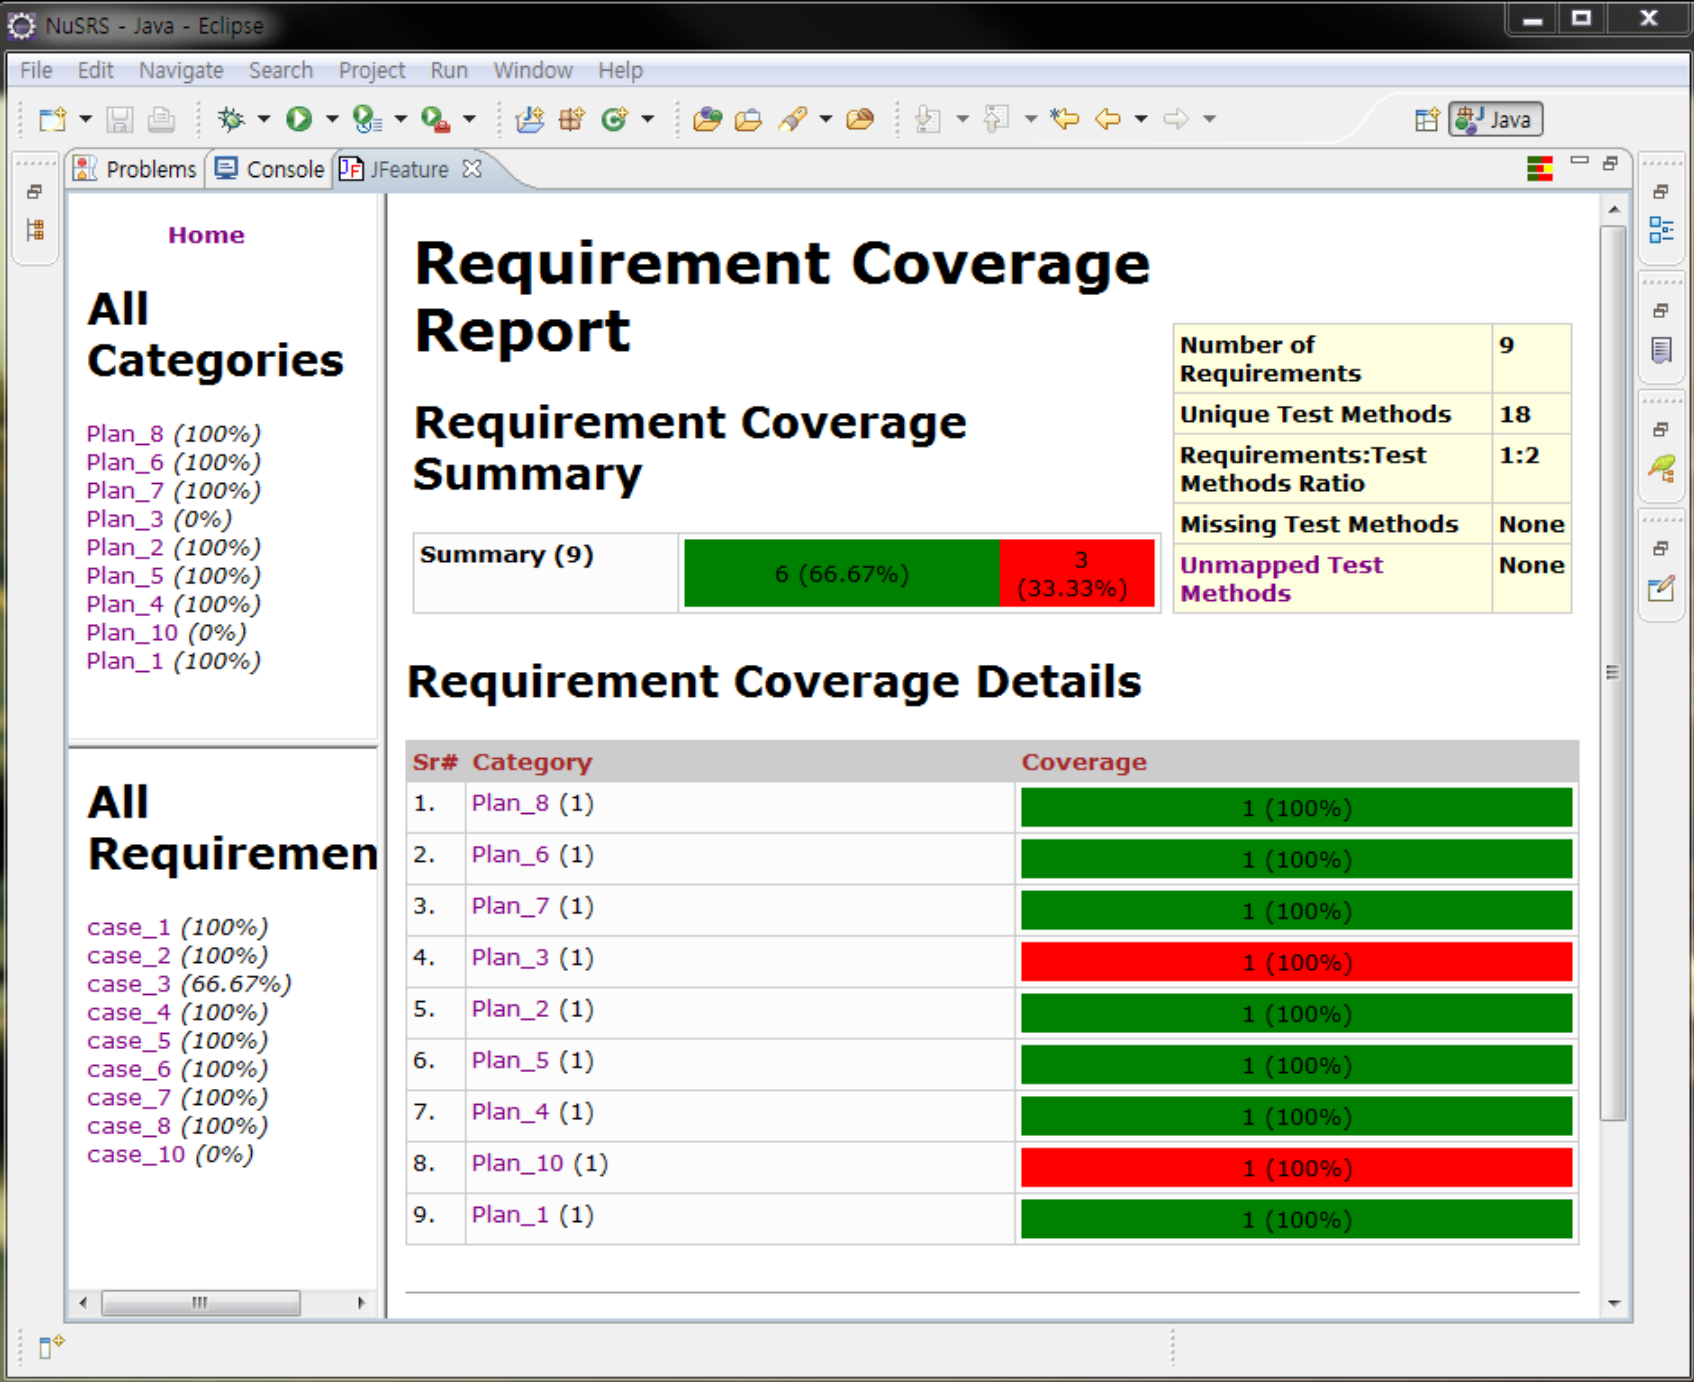 NuSRS - Java - Eclipse
File Edit Navigate Search Project Run Window Help
Java
Problems Console JFeature
Home
All
Categories
Plan_8 (100%)
Plan_6 (100%)
Plan_7 (100%)
Plan_3 (0%)
Plan_2 (100%)
Plan_5 (100%)
Plan_4 (100%)
Plan_10 (0%)
Plan_1 (100%)
All
Requiremen
case_1 (100%)
case_2 (100%)
case_3 (66.67%)
case_4 (100%)
case_5 (100%)
case_6 (100%)
case_7 (100%)
case_8 (100%)
case_10 (0%)
Requirement Coverage
Report
Requirement Coverage
Summary
Summary (9) 6 (66.67%) 3
(33.33%)
Number of 9
Requirements
Unique Test Methods 18
Requirements:Test 1:2
Methods Ratio
Missing Test Methods None
Unmapped Test None
Methods
Requirement Coverage Details
Sr# Category Coverage
1. Plan_8 (1) 1 (100%)
2. Plan_6 (1) 1 (100%)
3. Plan_7 (1) 1 (100%)
4. Plan_3 (1) 1 (100%)
5. Plan_2 (1) 1 (100%)
6. Plan_5 (1) 1 (100%)
7. Plan_4 (1) 1 (100%)
8. Plan_10 (1) 1 (100%)
9. Plan_1 (1) 1 (100%)